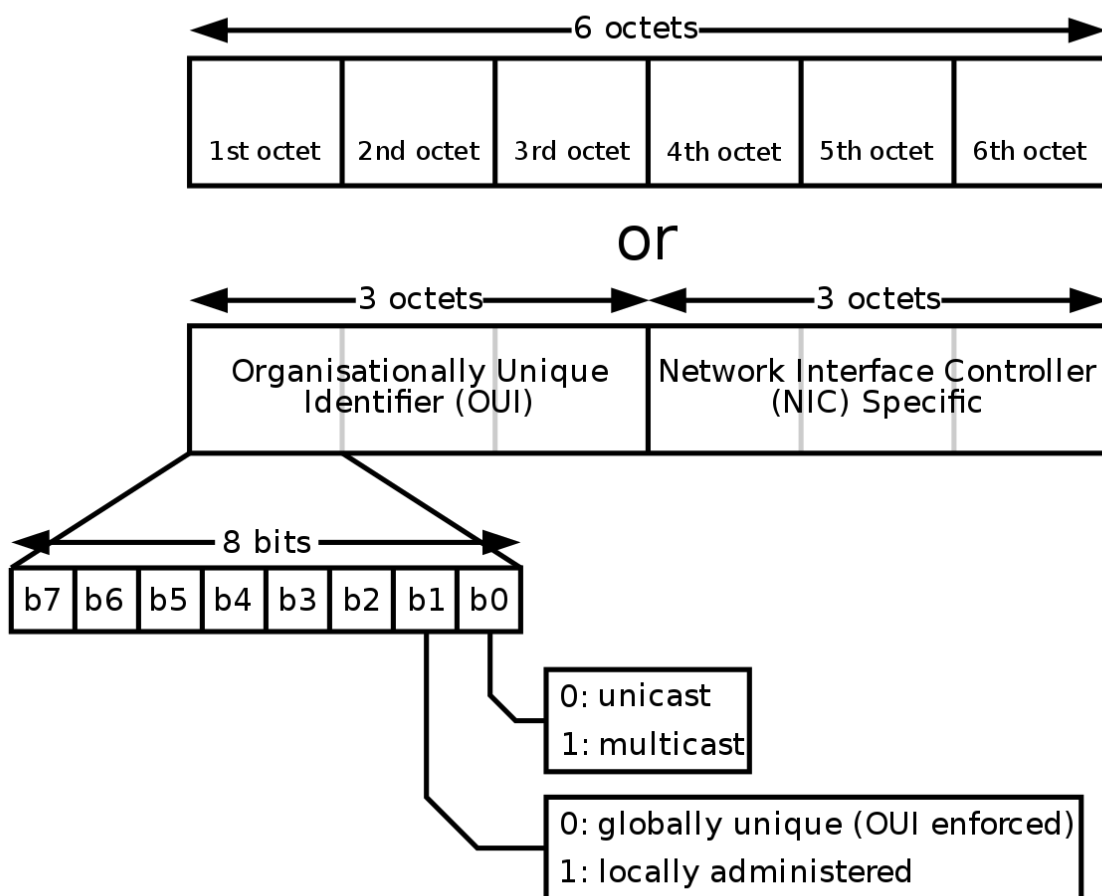 6 octets
1st octet 2nd octet 3rd octet 4th octet 5th octet 6th octet
or
3 octets 3 octets
Organisationally Unique Network Interface Controller
Identifier (OUI) (NIC) Specific
8 bits
b7 b6 b5 b4 b3 b2 b1 b0
0: unicast
1: multicast
0: globally unique (OUI enforced)
1: locally administered